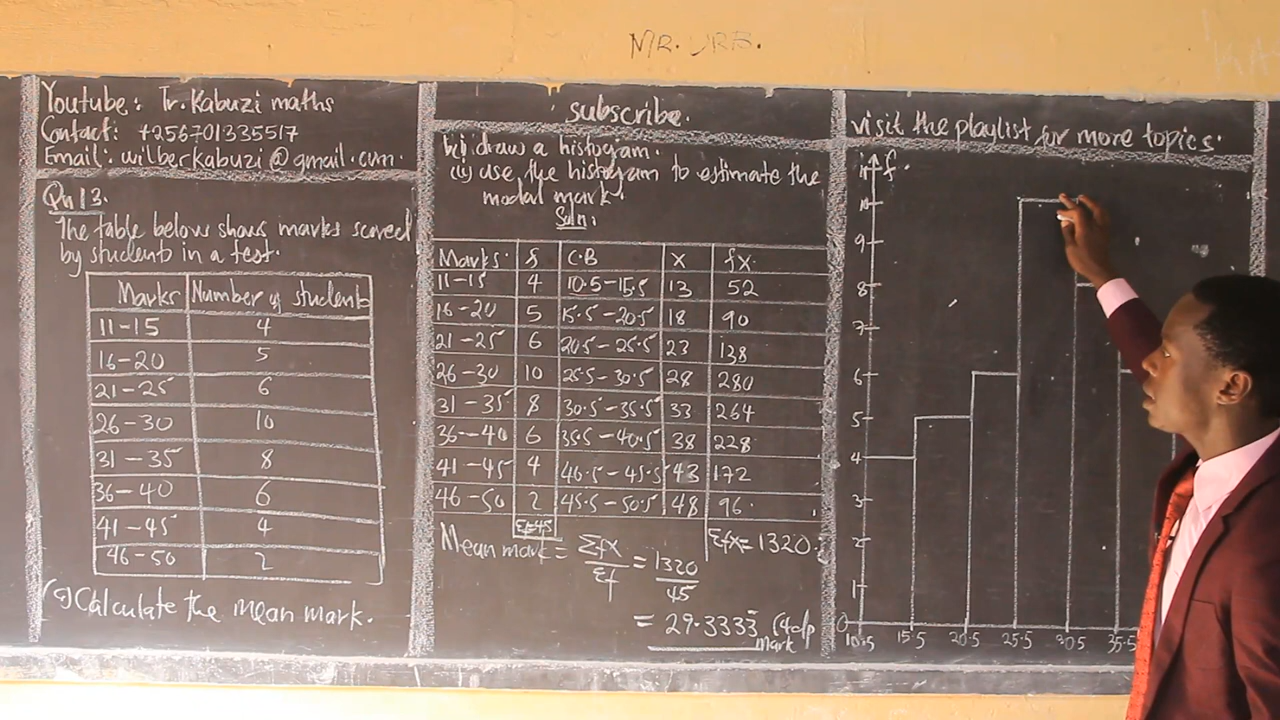 MR. URB.
Youtube: Tr. Kabuzi maths
Contact: +256701335517
Email: wilberkabuzi@gmail.com.
Qn 13.
The table below shows marks scored
by students in a test.
Marks Number of students
11-15 4
16-20 5
21-25 6
26-30 10
31-35 8
36-40 6
41-45 4
46-50 2
(a) Calculate the mean mark.
subscribe.
b(i) draw a histogram.
(ii) use the histogram to estimate the
modal mark.
Soln:
Marks f C.B x fx
11-15 4 10.5-15.5 13 52
16-20 5 15.5-20.5 18 90
21-25 6 20.5-25.5 23 138
26-30 10 25.5-30.5 28 280
31-35 8 30.5-35.5 33 264
36-40 6 35.5-40.5 38 228
41-45 4 40.5-45.5 43 172
46-50 2 45.5-50.5 48 96
Σf=45 Σfx=1320
Mean mark = Σfx/Σf = 1320/45
= 29.3333 (4dp
mark
visit the playlist for more topics.
11 f.
10
9
8
7
6
5
4
3
2
1
0
10.5 15.5 20.5 25.5 30.5 35.5